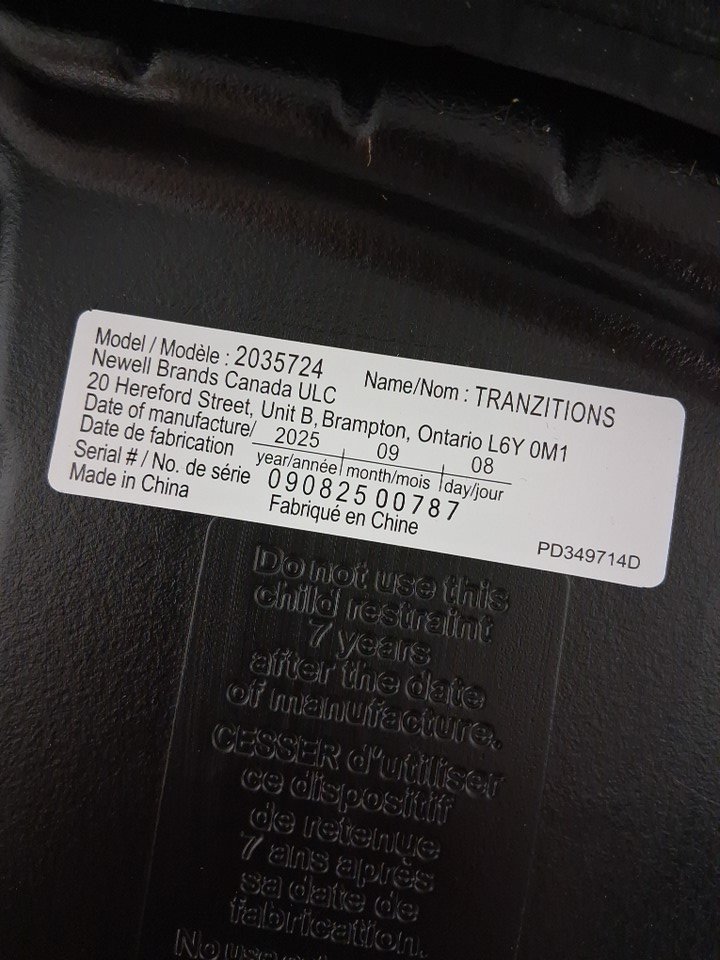 Model / Modèle : 2035724 Name/Nom : TRANZITIONS
Newell Brands Canada ULC
20 Hereford Street, Unit B, Brampton, Ontario L6Y 0M1
Date of manufacture/ 2025 09 08
Date de fabrication year/année month/mois day/jour
Serial # / No. de série 09082500787
Made in China Fabriqué en Chine
PD349714D
Do not use this
child restraint
7 years
after the date
of manufacture.
CESSER d'utiliser
ce dispositif
de retenue
7 ans après
sa date de
fabrication.
No use